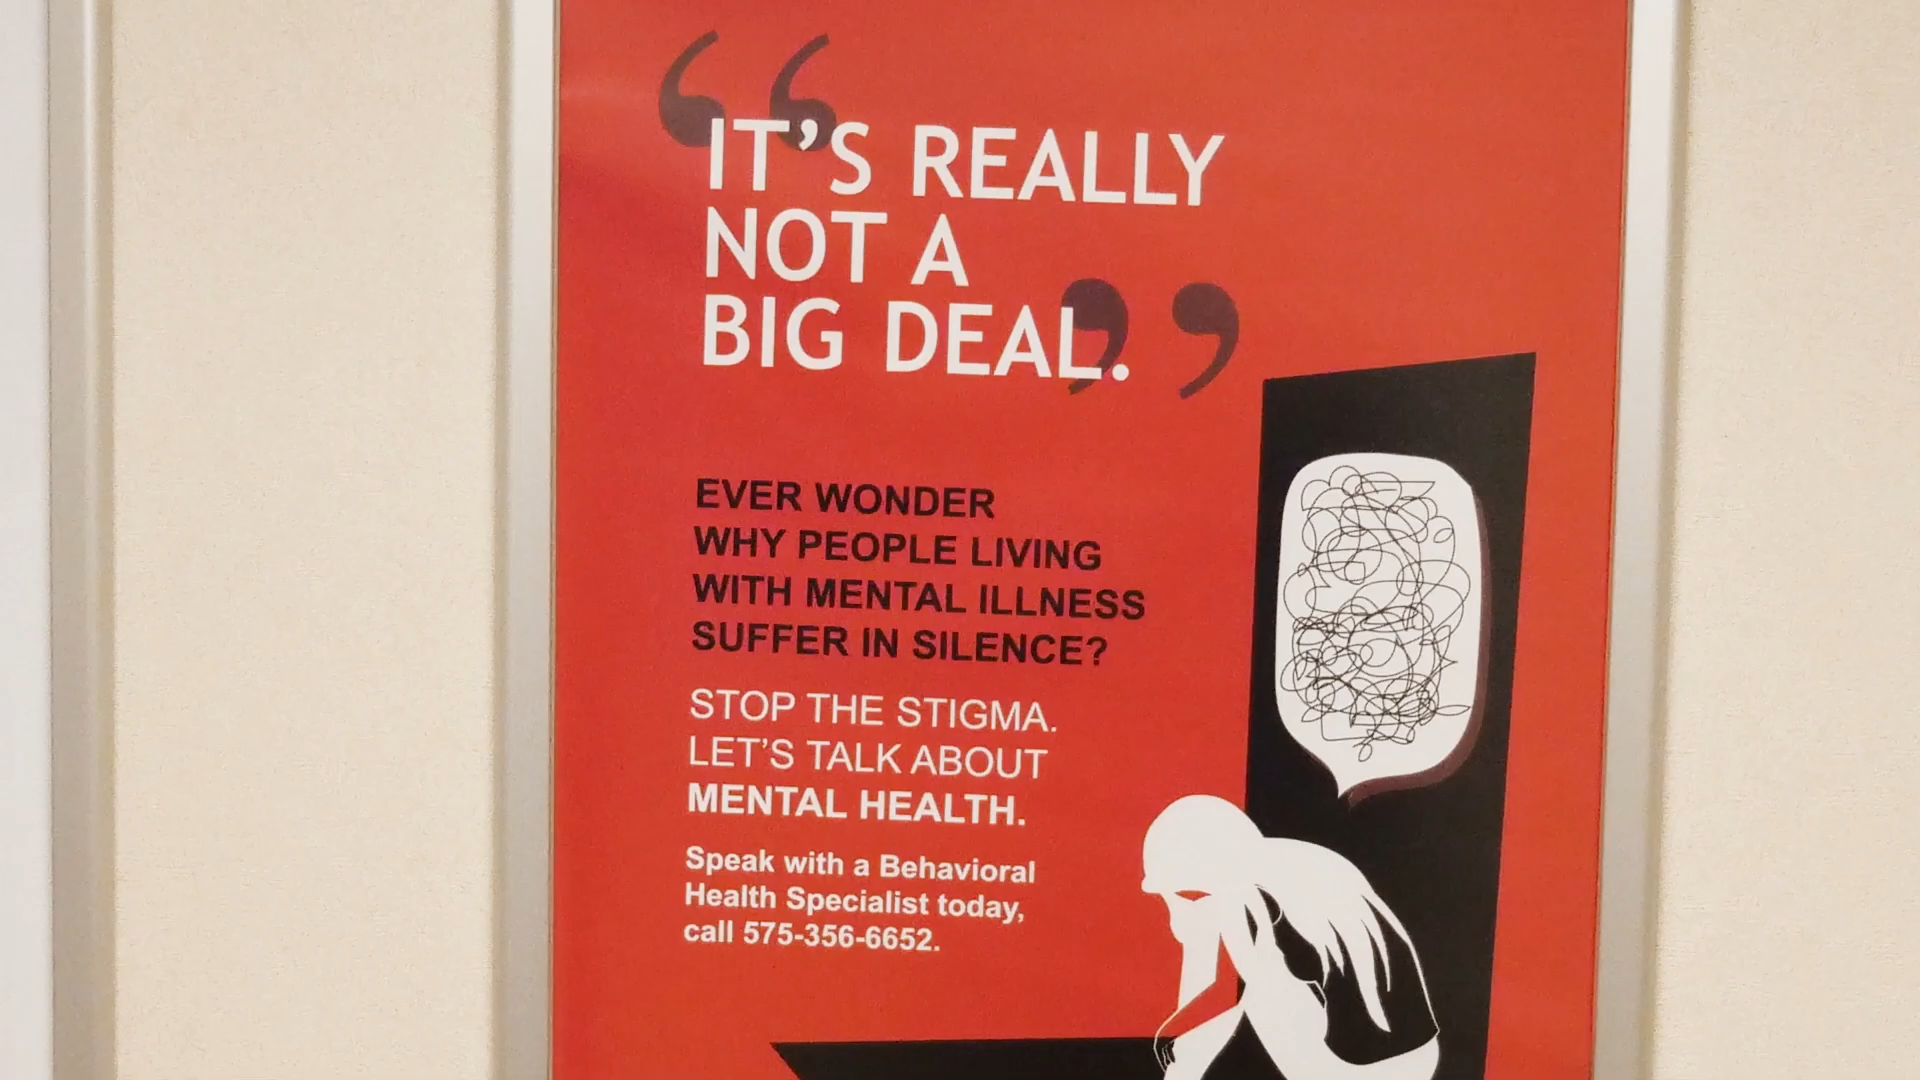 “IT’S REALLY
NOT A
BIG DEAL.”
EVER WONDER
WHY PEOPLE LIVING
WITH MENTAL ILLNESS
SUFFER IN SILENCE?
STOP THE STIGMA.
LET’S TALK ABOUT
MENTAL HEALTH.
Speak with a Behavioral
Health Specialist today,
call 575-356-6652.